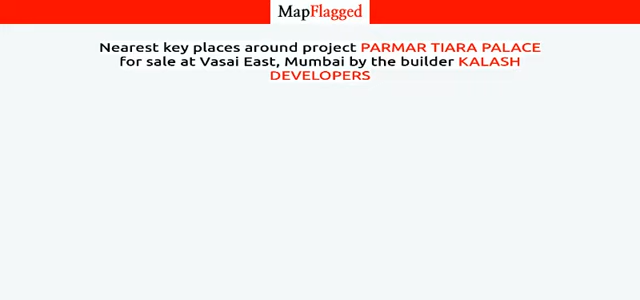 MapFlagged
Nearest key places around project PARMAR TIARA PALACE
for sale at Vasai East, Mumbai by the builder KALASH
DEVELOPERS